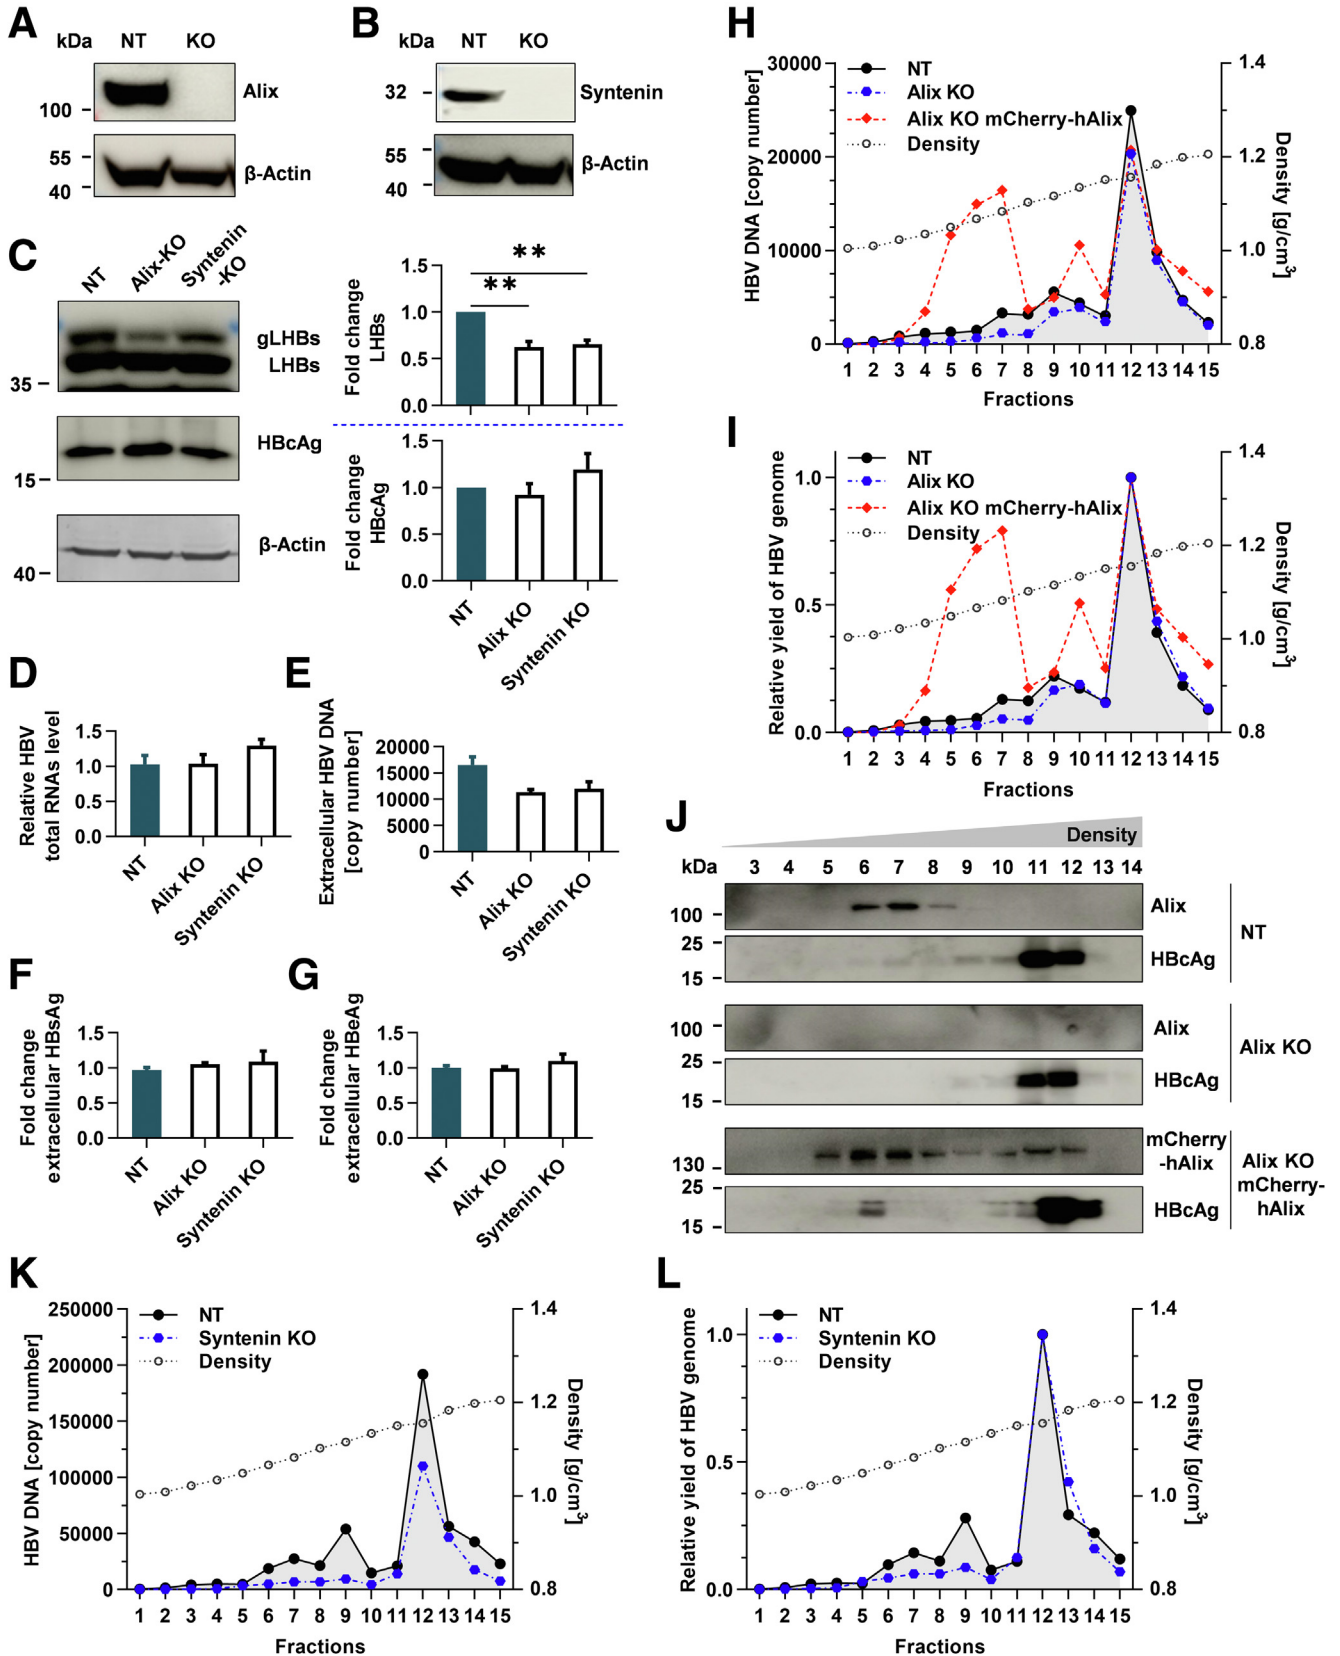 A
kDa
NT
KO
Alix
100
55
β-Actin
40
B
kDa
NT
KO
32
Syntenin
55
β-Actin
40
C
NT
Alix-KO
Syntenin
-KO
gLHBs
LHBs
35
HBcAg
15
β-Actin
40
Fold change
LHBs
1.5
1.0
0.5
0.0
**
**
Fold change
HBcAg
1.5
1.0
0.5
0.0
NT
Alix KO
Syntenin KO
D
Relative HBV
total RNAs level
1.5
1.0
0.5
0.0
NT
Alix KO
Syntenin KO
E
Extracellular HBV DNA
[copy number]
20000
15000
10000
5000
0
NT
Alix KO
Syntenin KO
F
Fold change
extracellular HBsAg
1.5
1.0
0.5
0.0
NT
Alix KO
Syntenin KO
G
Fold change
extracellular HBeAg
1.5
1.0
0.5
0.0
NT
Alix KO
Syntenin KO
H
HBV DNA [copy number]
30000
20000
10000
0
NT
Alix KO
Alix KO mCherry-hAlix
Density
1.4
1.2
1.0
0.8
Density [g/cm3]
1 2 3 4 5 6 7 8 9 10 11 12 13 14 15
Fractions
I
Relative yield of HBV genome
1.0
0.5
0.0
NT
Alix KO
Alix KO mCherry-hAlix
Density
1.4
1.2
1.0
0.8
Density [g/cm3]
1 2 3 4 5 6 7 8 9 10 11 12 13 14 15
Fractions
J
Density
kDa 3 4 5 6 7 8 9 10 11 12 13 14
100
Alix
25
HBcAg
15
NT
100
Alix
25
HBcAg
15
Alix KO
mCherry
-hAlix
130
25
HBcAg
15
Alix KO
mCherry-
hAlix
K
HBV DNA [copy number]
250000
200000
150000
100000
50000
0
NT
Syntenin KO
Density
1.4
1.2
1.0
0.8
Density [g/cm3]
1 2 3 4 5 6 7 8 9 10 11 12 13 14 15
Fractions
L
Relative yield of HBV genome
1.0
0.5
0.0
NT
Syntenin KO
Density
1.4
1.2
1.0
0.8
Density [g/cm3]
1 2 3 4 5 6 7 8 9 10 11 12 13 14 15
Fractions